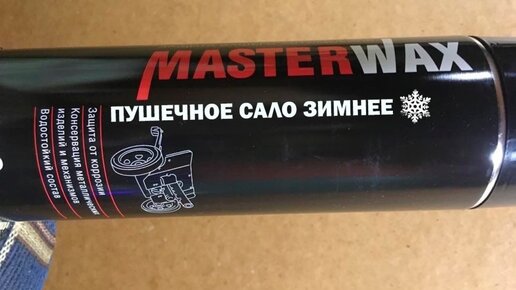 MASTERWAX
ПУШЕЧНОЕ САЛО ЗИМНЕЕ
Защита от коррозии
Консервация металлических
изделий и механизмов
Водостойкий состав